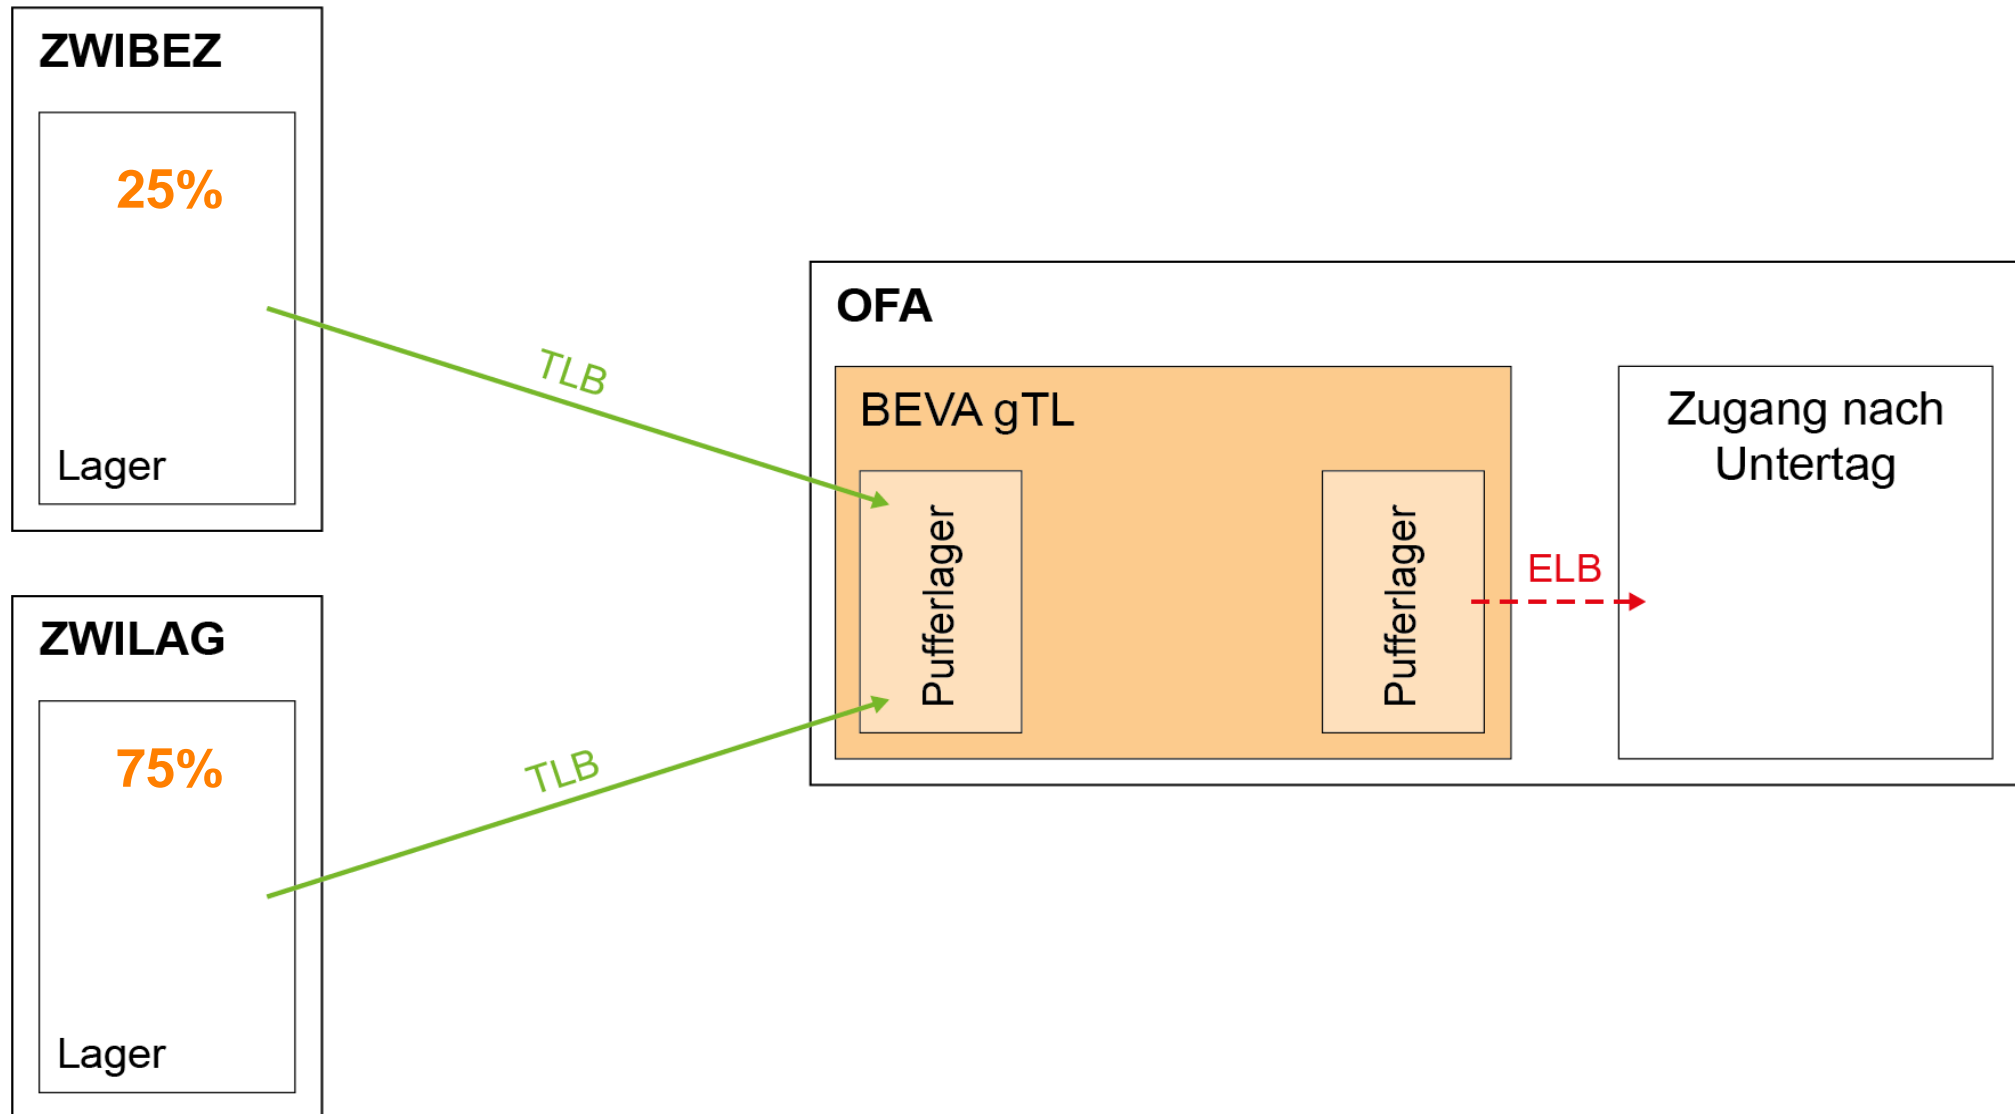 ZWIBEZ
25%
Lager
TLB
ZWILAG
75%
Lager
TLB
OFA
BEVA gTL
Pufferlager
Pufferlager
ELB
Zugang nach
Untertag